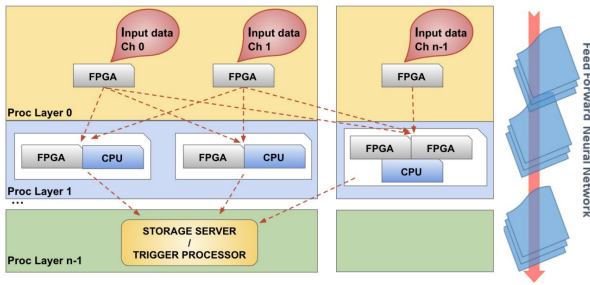 Input data
Ch 0
Input data
Ch 1
Input data
Ch n-1
FPGA
FPGA
FPGA
Proc Layer 0
FPGA
CPU
FPGA
CPU
FPGA
FPGA
CPU
Proc Layer 1
...
STORAGE SERVER
/
TRIGGER PROCESSOR
Proc Layer n-1
Feed Forward Neural Network